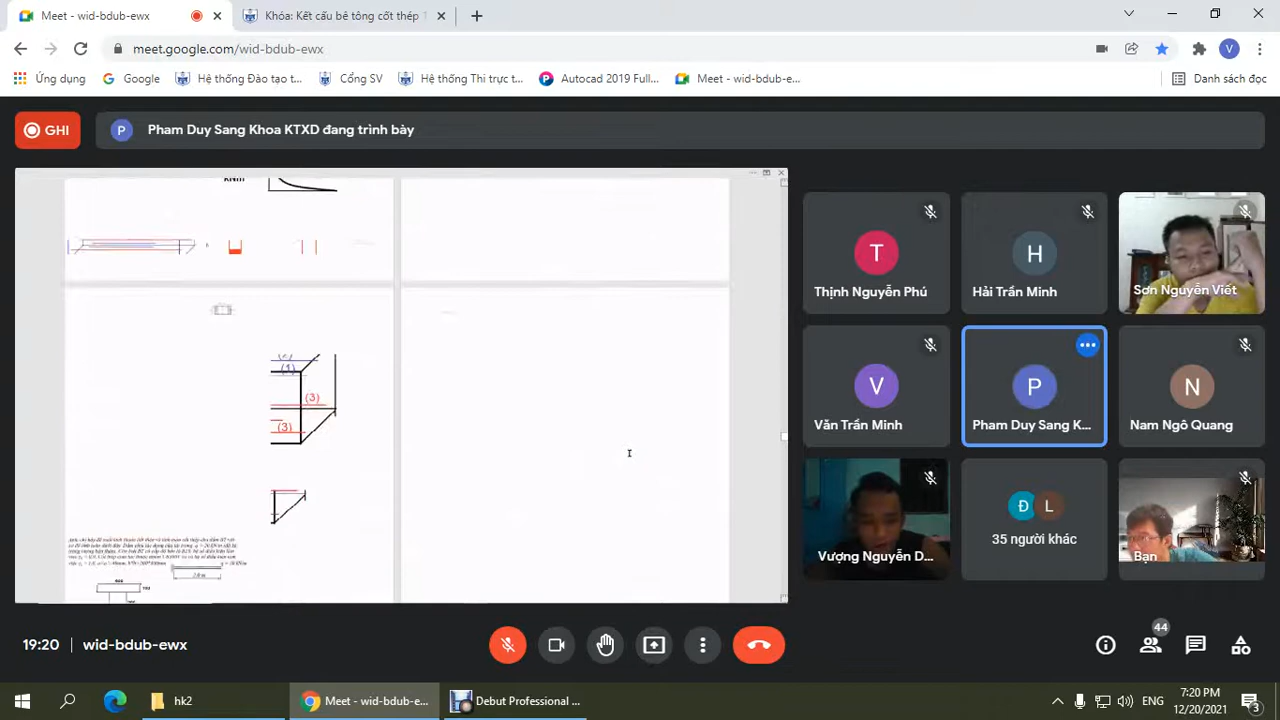 Meet - wid-bdub-ewx
Khóa: Kết cấu bê tông cốt thép 1
meet.google.com/wid-bdub-ewx
V
Ứng dụng
Google
Hệ thống Đào tạo t...
Cổng SV
Hệ thống Thi trực t...
Autocad 2019 Full...
Meet - wid-bdub-e...
Danh sách đọc
GHI
P
Pham Duy Sang Khoa KTXD đang trình bày
KNm
(1)
(3)
(3)
T
Thịnh Nguyễn Phú
H
Hải Trần Minh
Sơn Nguyễn Viết
V
Văn Trần Minh
P
Pham Duy Sang K...
N
Nam Ngô Quang
Vượng Nguyễn D...
Đ
L
35 người khác
Bạn
19:20
wid-bdub-ewx
44
hk2
Meet - wid-bdub-e...
Debut Professional ...
ENG
7:20 PM
12/20/2021
3